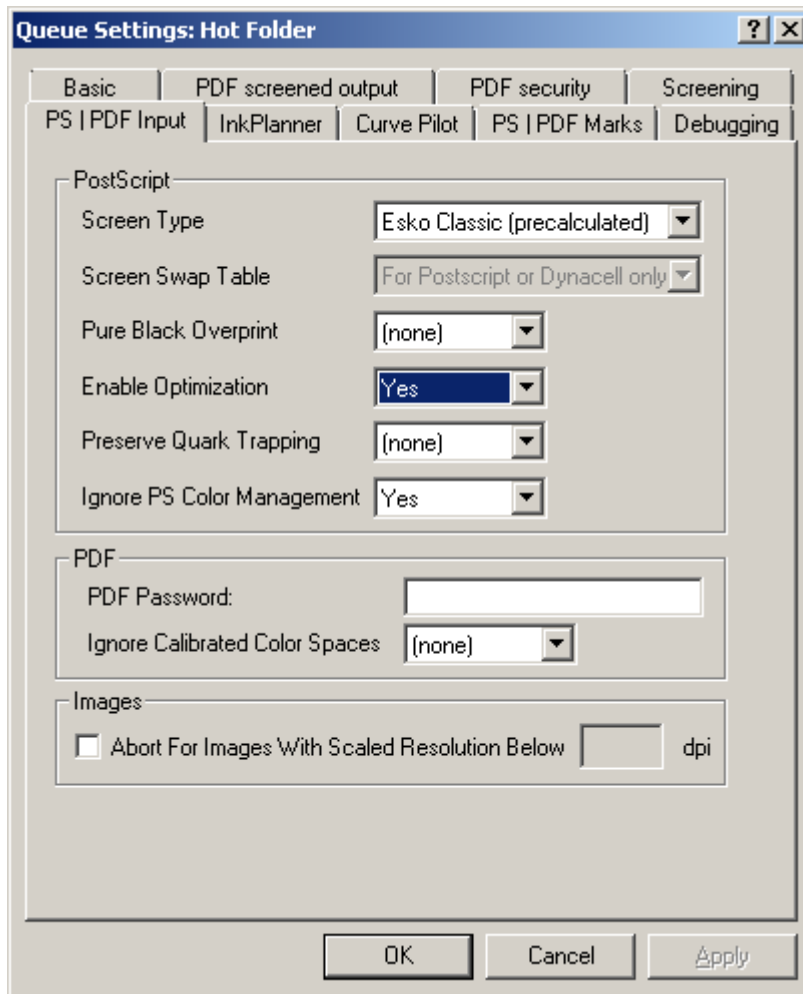 Queue Settings: Hot Folder ? X
Basic PDF screened output PDF security Screening
PS | PDF Input InkPlanner Curve Pilot PS | PDF Marks Debugging
PostScript
Screen Type Esko Classic (precalculated)
Screen Swap Table For Postscript or Dynacell only
Pure Black Overprint (none)
Enable Optimization Yes
Preserve Quark Trapping (none)
Ignore PS Color Management Yes
PDF
PDF Password:
Ignore Calibrated Color Spaces (none)
Images
Abort For Images With Scaled Resolution Below dpi
OK Cancel Apply